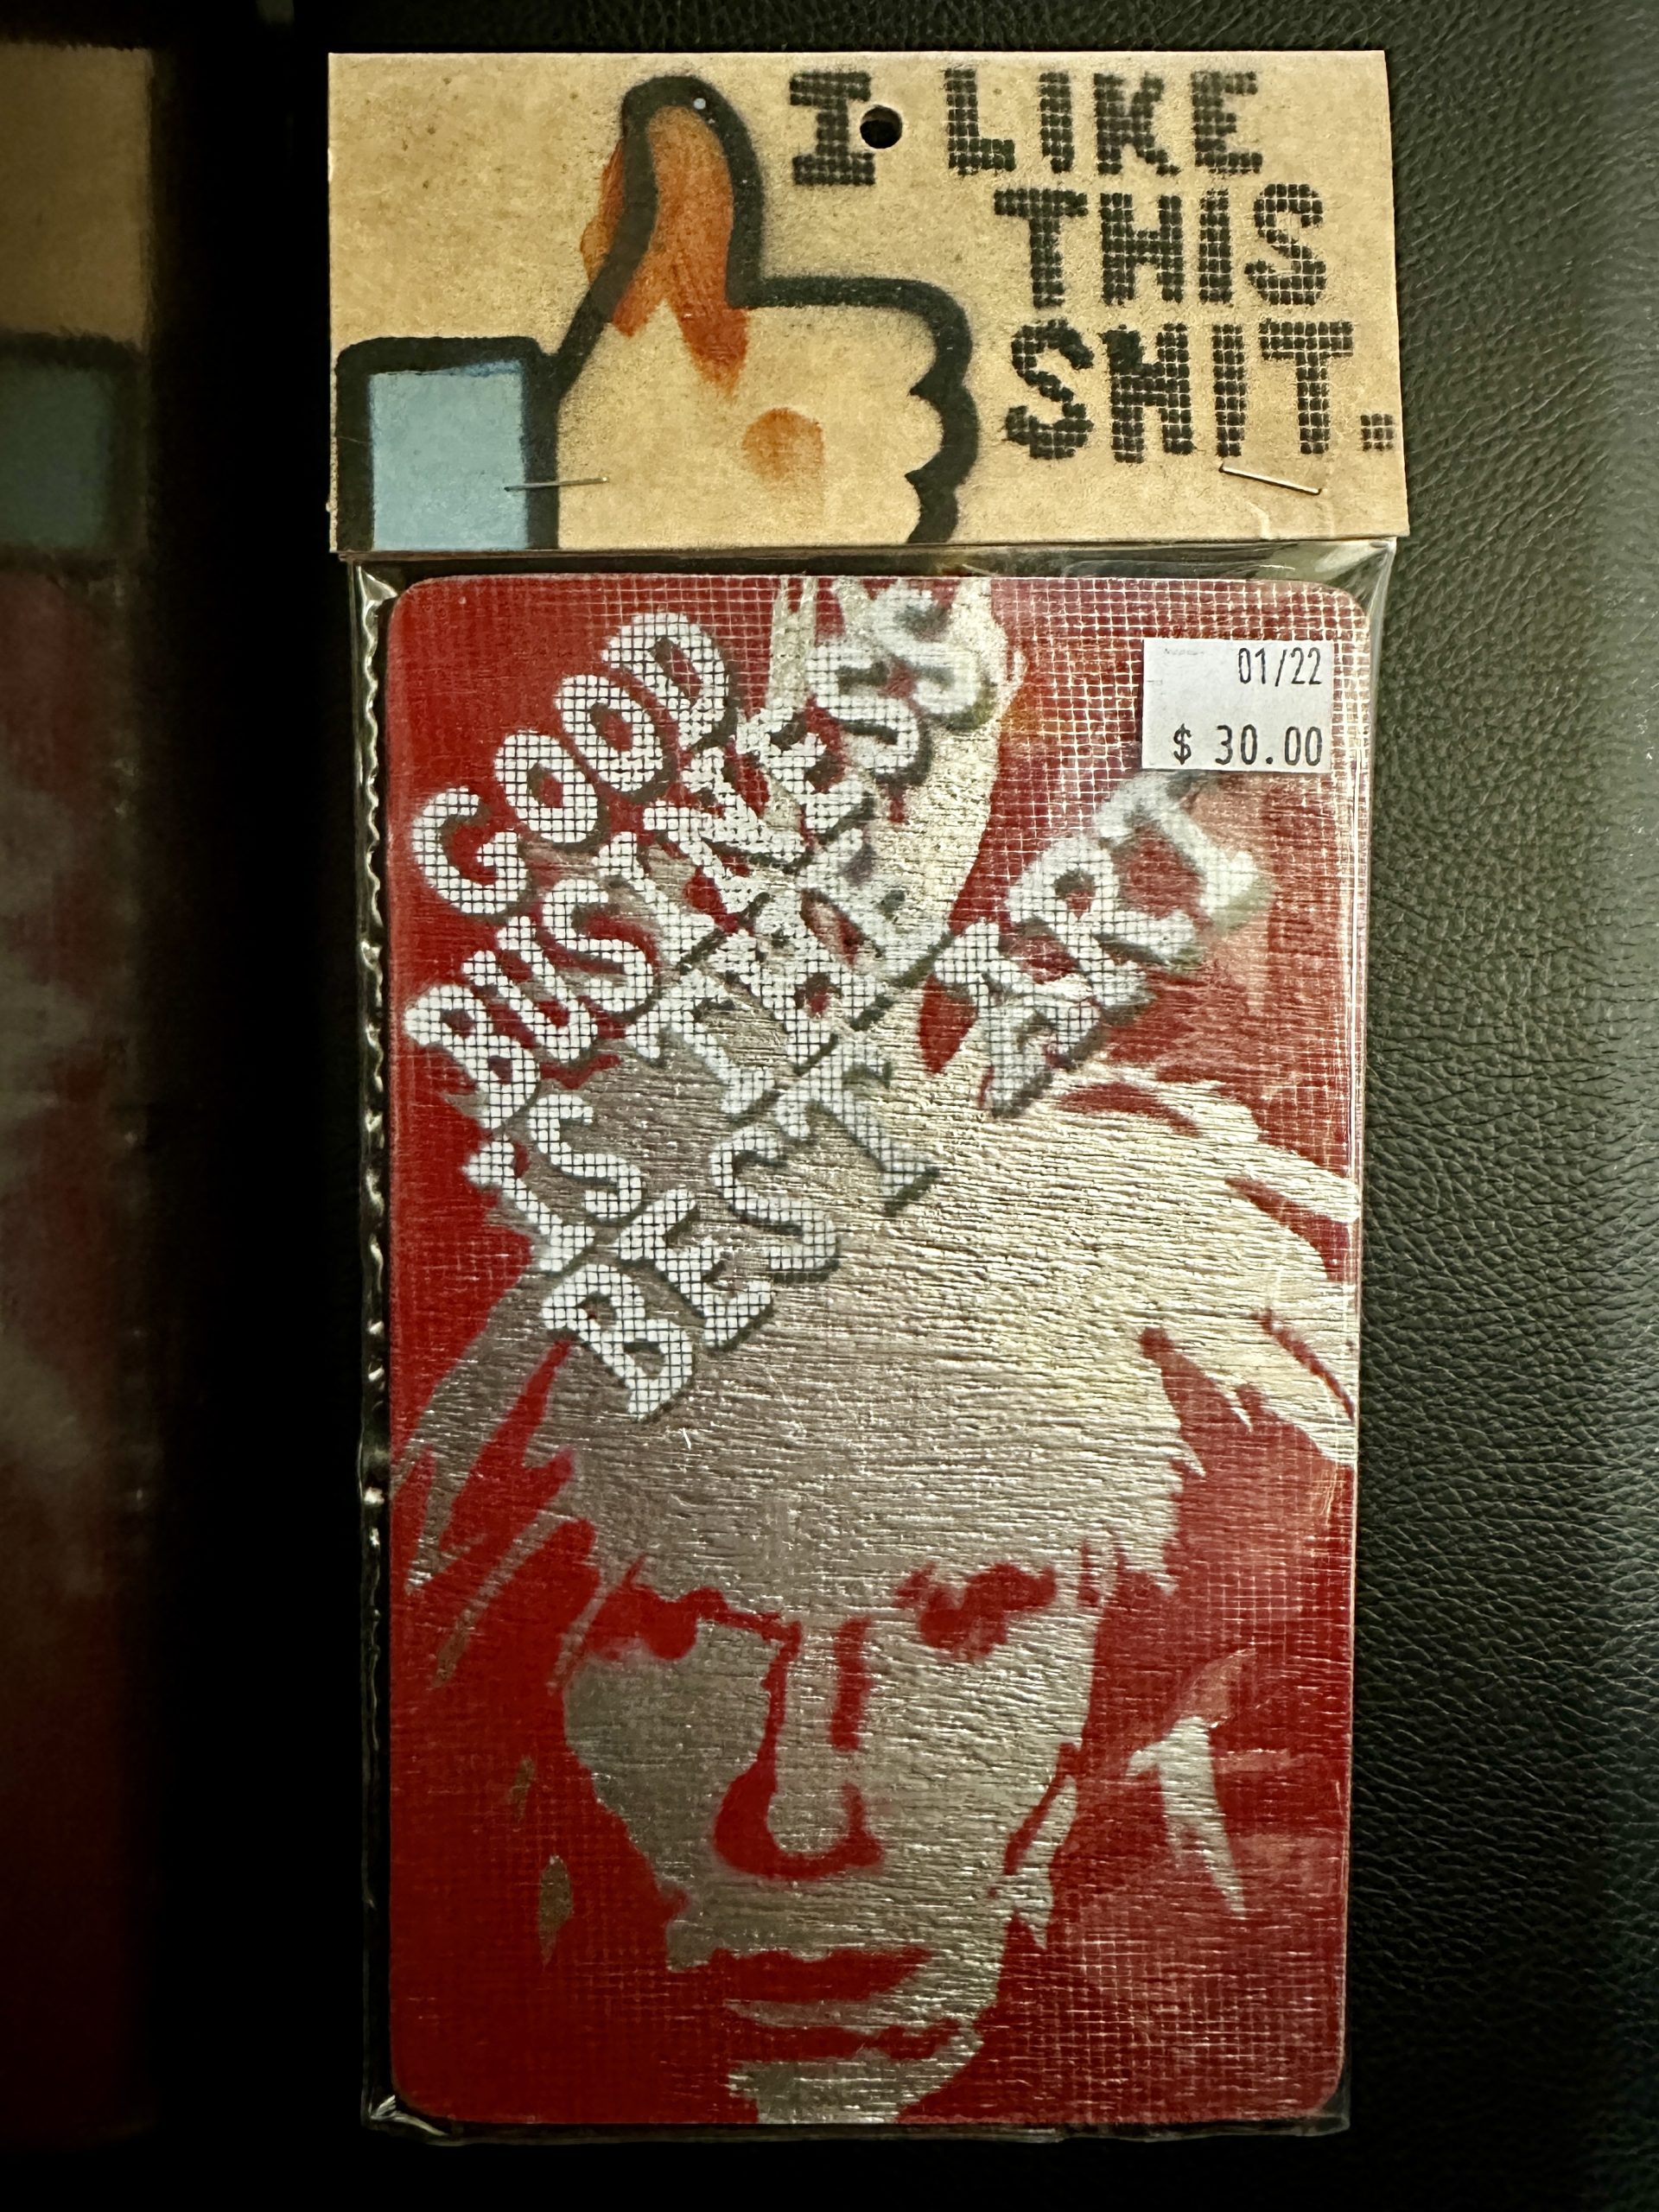 I LIKE
THIS
SHIT.
01/22
$ 30.00
GOOD
BUSINESS
IS THE
BEST ART